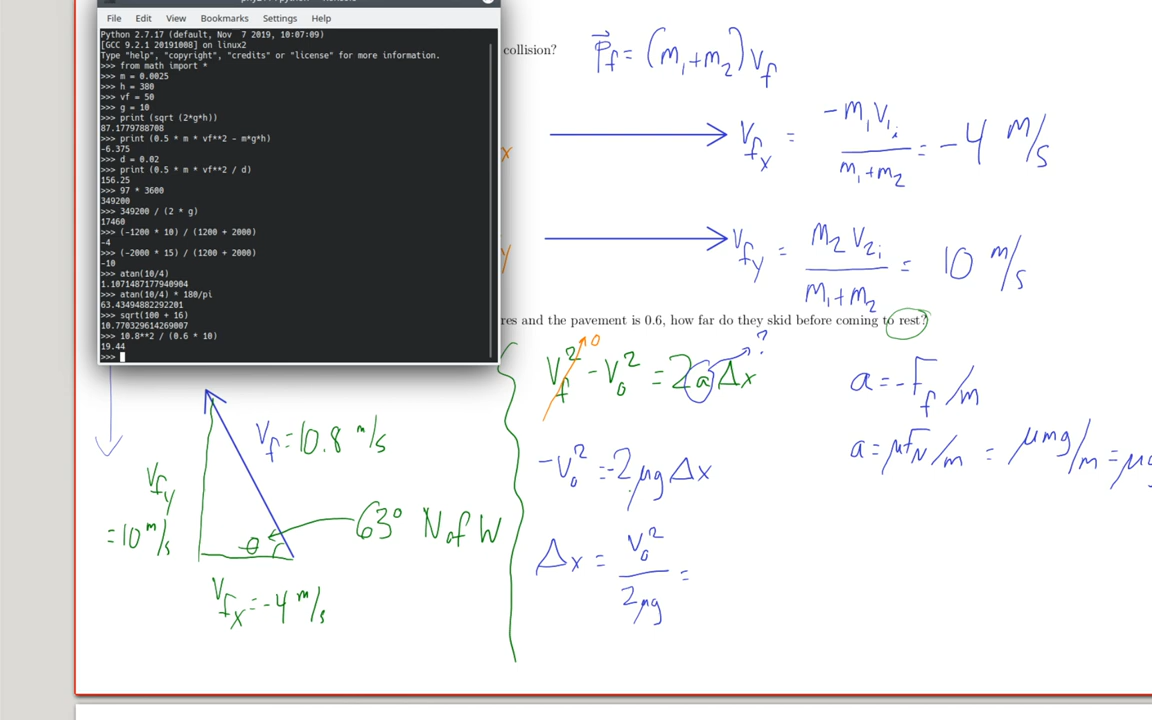 File Edit View Bookmarks Settings Help
Python 2.7.17 (default, Nov 7 2019, 10:07:09)
[GCC 9.2.1 20191008] on linux2
Type "help", "copyright", "credits" or "license" for more information.
>>> from math import *
>>> m = 0.0025
>>> h = 380
>>> vf = 50
>>> g = 10
>>> print (sqrt (2*g*h))
87.1779788708
>>> print (0.5 * m * vf**2 - m*g*h)
-6.375
>>> d = 0.02
>>> print (0.5 * m * vf**2 / d)
156.25
>>> 97 * 3600
349200
>>> 349200 / (2 * g)
17460
>>> (-1200 * 10) / (1200 + 2000)
-4
>>> (-2000 * 15) / (1200 + 2000)
-10
>>> atan(10/4)
1.1071487177940904
>>> atan(10/4) * 180/pi
63.43494882292201
>>> sqrt(100 + 16)
10.770329614269007
>>> 10.8**2 / (0.6 * 10)
19.44
>>>
collision?
P⃗f = (m₁+m₂)Vf
x
Vfx = -m₁V₁ᵢ / m₁+m₂ = -4 m/s
y
Vfy = m₂V₂ᵢ / m₁+m₂ = 10 m/s
res and the pavement is 0.6, how far do they skid before coming to rest?
Vf² - V₀² = 2aΔx
0
?
-V₀² = -2μgΔx
Δx = V₀² / 2μg =
a = -Ff/m
a = μFN/m = μmg/m = μg
Vf = 10.8 m/s
Vfy
= 10 m/s
θ
63° N of W
Vfx = -4 m/s